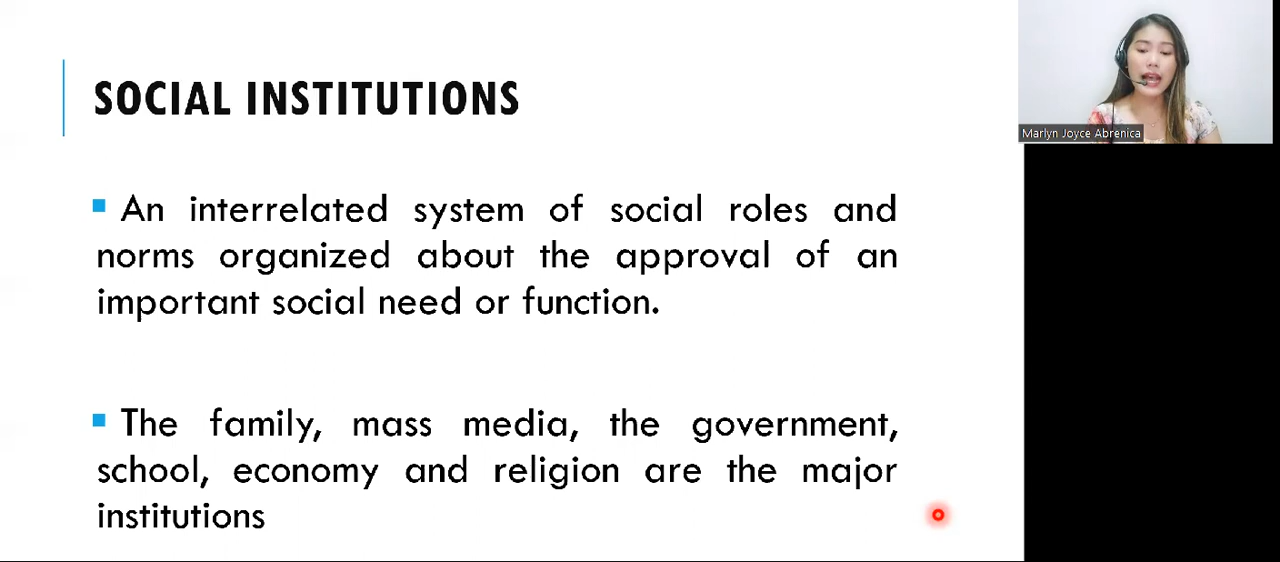 SOCIAL INSTITUTIONS
An interrelated system of social roles and
norms organized about the approval of an
important social need or function.
The family, mass media, the government,
school, economy and religion are the major
institutions
Marlyn Joyce Abrenica